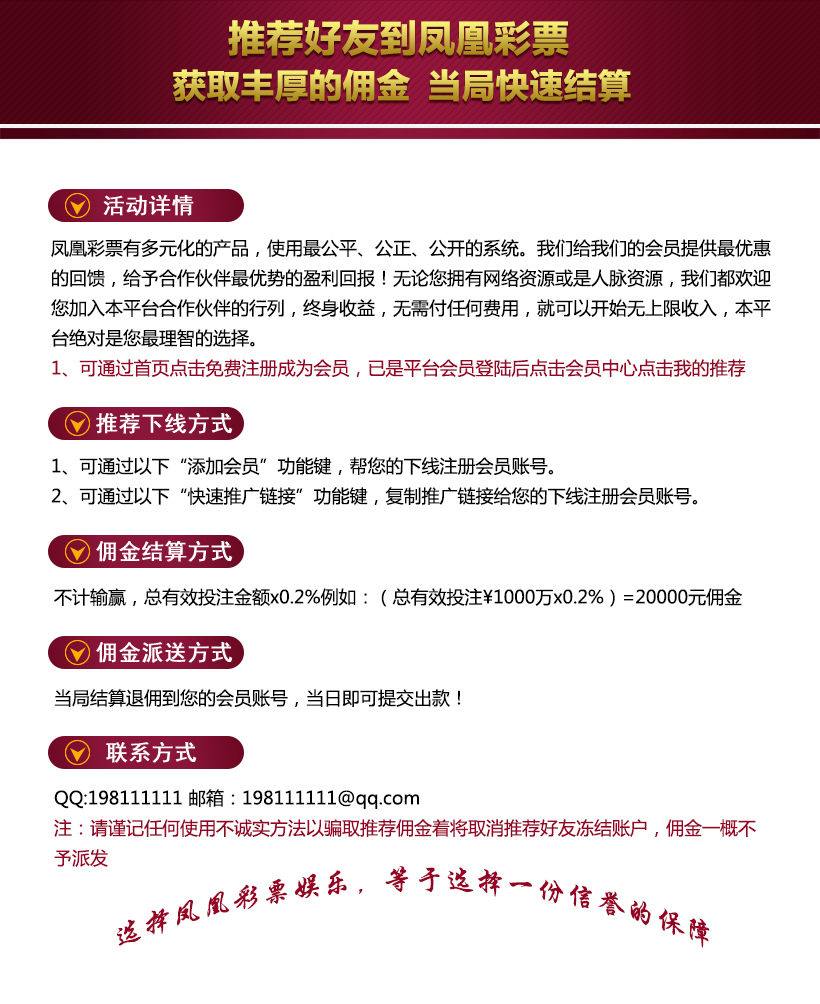 推荐好友到凤凰彩票
获取丰厚的佣金 当局快速结算
活动详情
凤凰彩票有多元化的产品，使用最公平、公正、公开的系统。我们给我们的会员提供最优惠
的回馈，给予合作伙伴最优势的盈利回报！无论您拥有网络资源或是人脉资源，我们都欢迎
您加入本平台合作伙伴的行列，终身收益，无需付任何费用，就可以开始无上限收入，本平
台绝对是您最理智的选择。
1、可通过首页点击免费注册成为会员，已是平台会员登陆后点击会员中心点击我的推荐
推荐下线方式
1、可通过以下“添加会员”功能键，帮您的下线注册会员账号。
2、可通过以下“快速推广链接”功能键，复制推广链接给您的下线注册会员账号。
佣金结算方式
不计输赢，总有效投注金额x0.2%例如：（总有效投注¥1000万x0.2%）=20000元佣金
佣金派送方式
当局结算退佣到您的会员账号，当日即可提交出款！
联系方式
QQ:198111111 邮箱：198111111@qq.com
注：请谨记任何使用不诚实方法以骗取推荐佣金着将取消推荐好友冻结账户，佣金一概不
予派发
选择凤凰彩票娱乐，等于选择一份信誉的保障